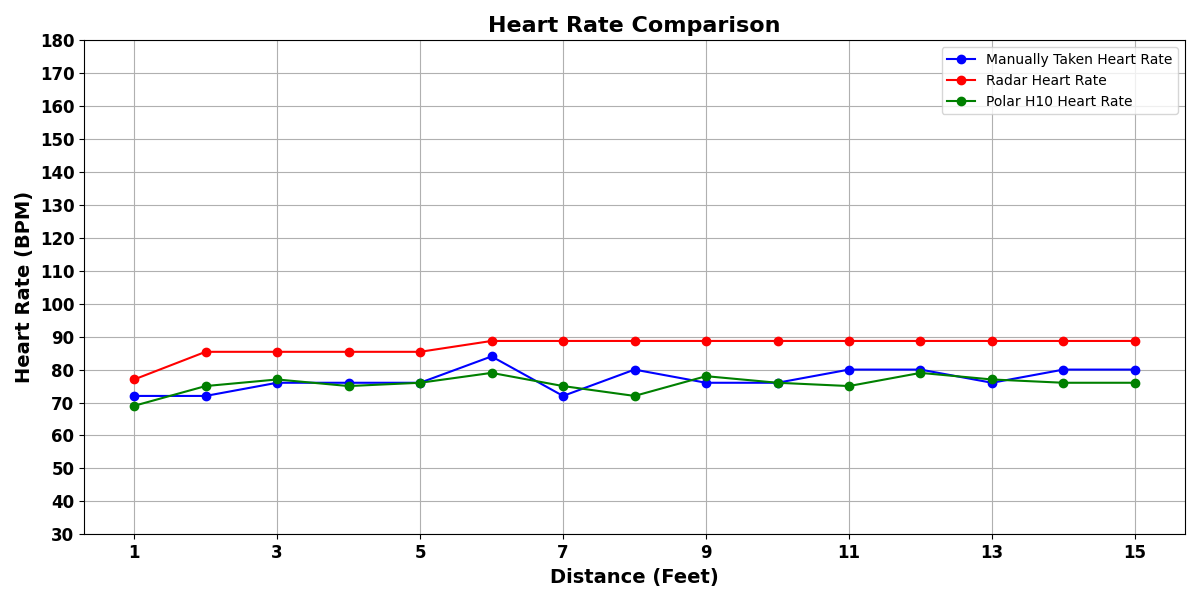 Heart Rate Comparison
180
170
160
150
140
130
120
110
100
90
80
70
60
50
40
30
Heart Rate (BPM)
Manually Taken Heart Rate
Radar Heart Rate
Polar H10 Heart Rate
1 3 5 7 9 11 13 15
Distance (Feet)